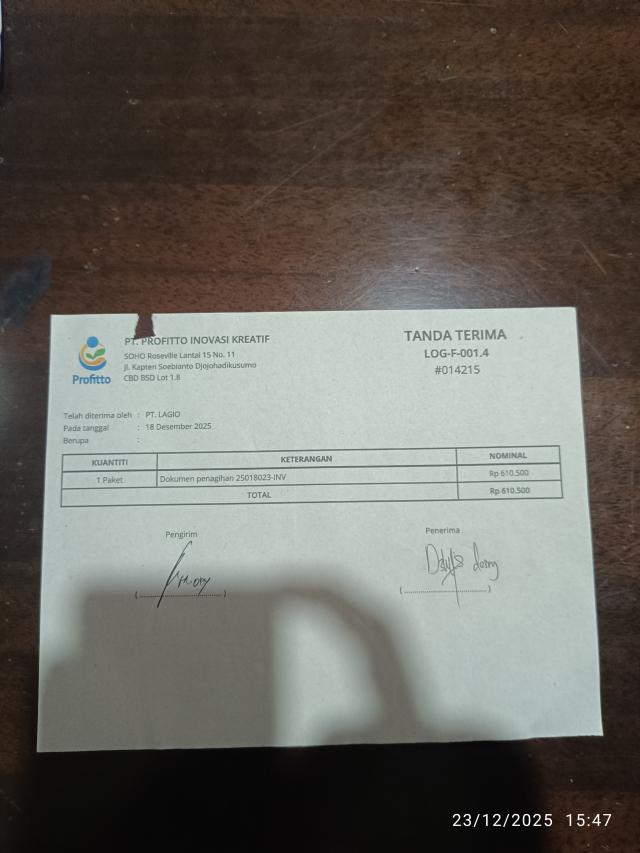 PT. PROFITTO INOVASI KREATIF
SOHO Roseville Lantai 15 No. 11
Jl. Kapten Soebianto Djojohadikusumo
CBD BSD Lot 1.8
Profitto
TANDA TERIMA
LOG-F-001.4
#014215
Telah diterima oleh : PT. LAGIO
Pada tanggal : 18 Desember 2025
Berupa :
KUANTITI KETERANGAN NOMINAL
1 Paket Dokumen penagihan 25018023-INV Rp 610.500
TOTAL Rp 610.500
Pengirim Penerima
(........................) (........................)
23/12/2025 15:47